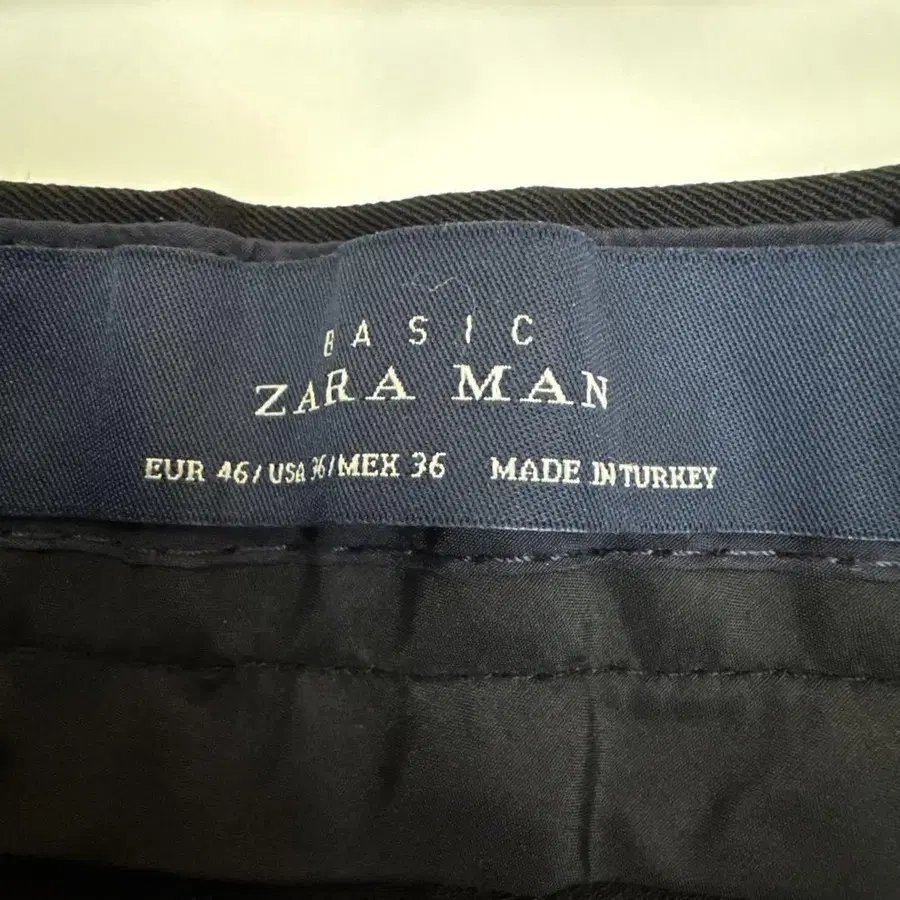 BASIC
ZARA MAN
EUR 46/USA 36/MEX 36 MADE IN TURKEY